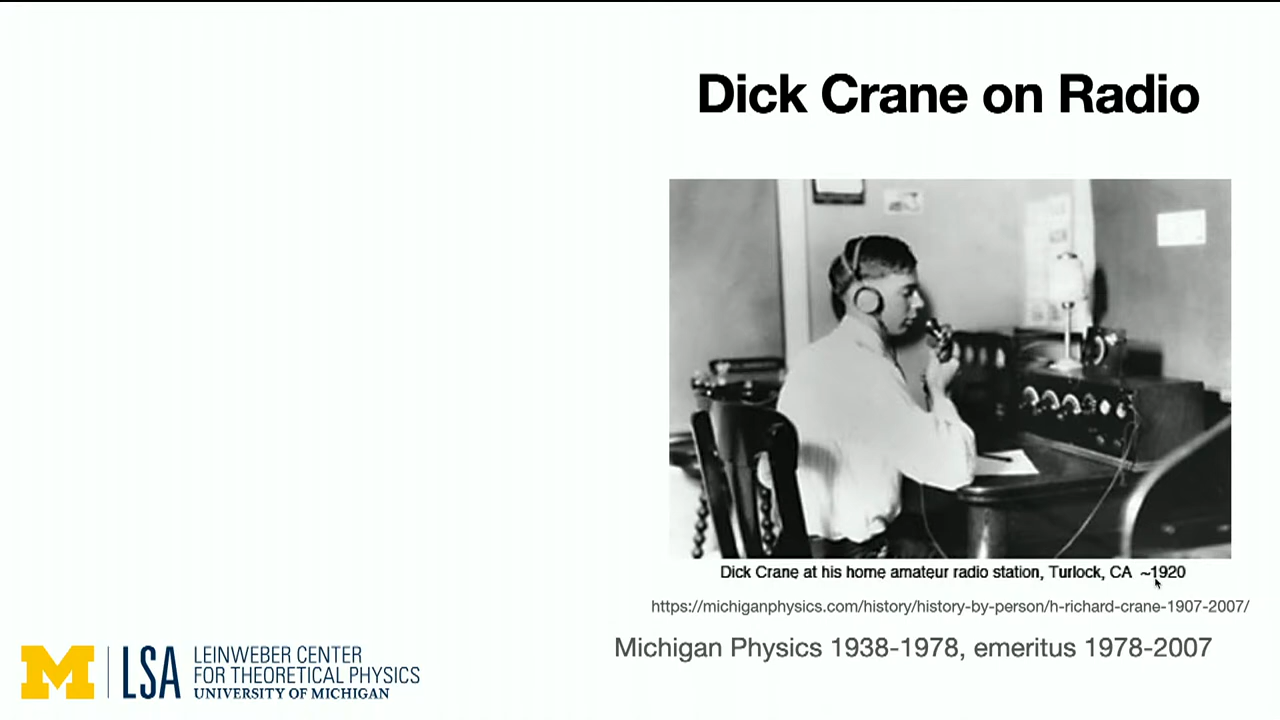 Dick Crane on Radio
Dick Crane at his home amateur radio station, Turlock, CA ~1920
https://michiganphysics.com/history/history-by-person/h-richard-crane-1907-2007/
Michigan Physics 1938-1978, emeritus 1978-2007
M LSA LEINWEBER CENTER
FOR THEORETICAL PHYSICS
UNIVERSITY OF MICHIGAN